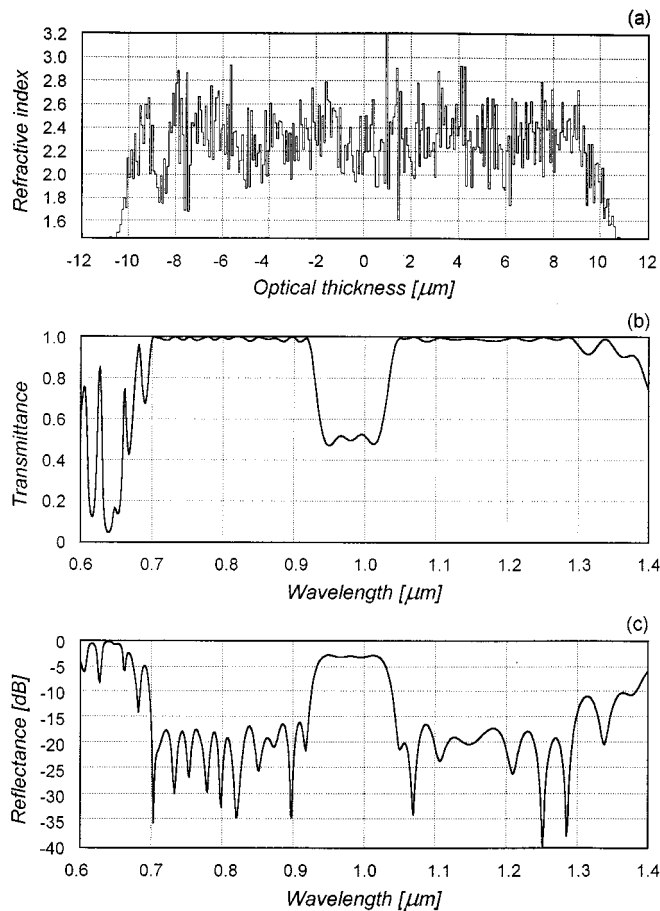 (a)
3.2
3.0
2.8
2.6
2.4
2.2
2.0
1.8
1.6
Refractive index
-12 -10 -8 -6 -4 -2 0 2 4 6 8 10 12
Optical thickness [μm]
(b)
1.0
0.8
0.6
0.4
0.2
0
Transmittance
0.6 0.7 0.8 0.9 1.0 1.1 1.2 1.3 1.4
Wavelength [μm]
(c)
0
-5
-10
-15
-20
-25
-30
-35
-40
Reflectance [dB]
0.6 0.7 0.8 0.9 1.0 1.1 1.2 1.3 1.4
Wavelength [μm]